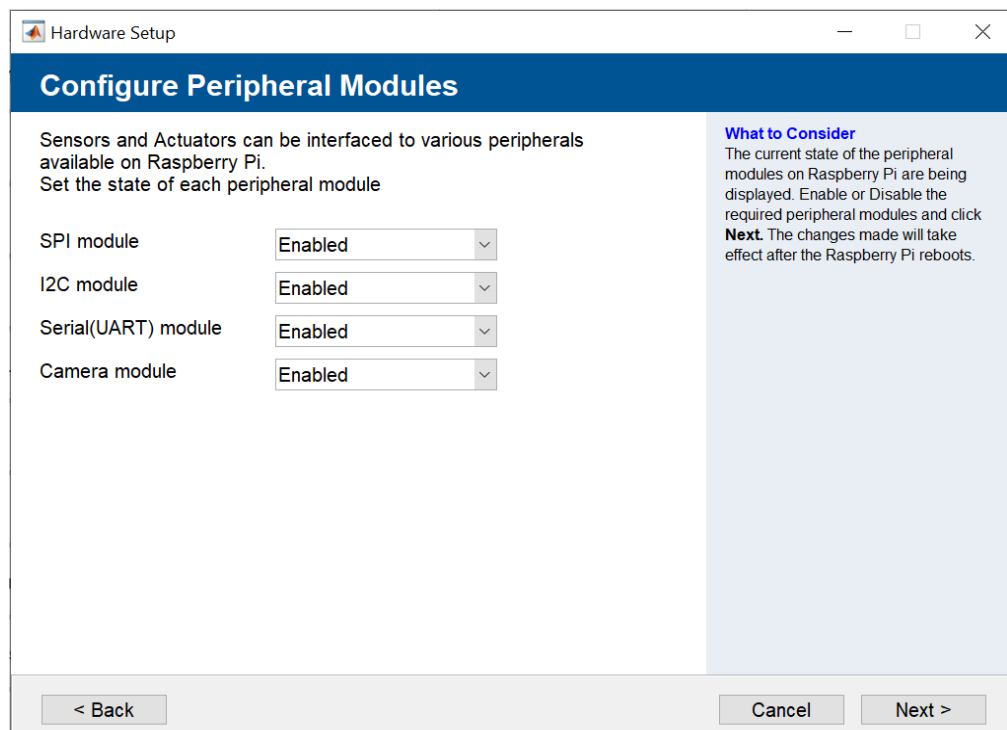 Hardware Setup
Configure Peripheral Modules
Sensors and Actuators can be interfaced to various peripherals
available on Raspberry Pi.
Set the state of each peripheral module
SPI module Enabled
I2C module Enabled
Serial(UART) module Enabled
Camera module Enabled
What to Consider
The current state of the peripheral
modules on Raspberry Pi are being
displayed. Enable or Disable the
required peripheral modules and click
Next. The changes made will take
effect after the Raspberry Pi reboots.
< Back Cancel Next >